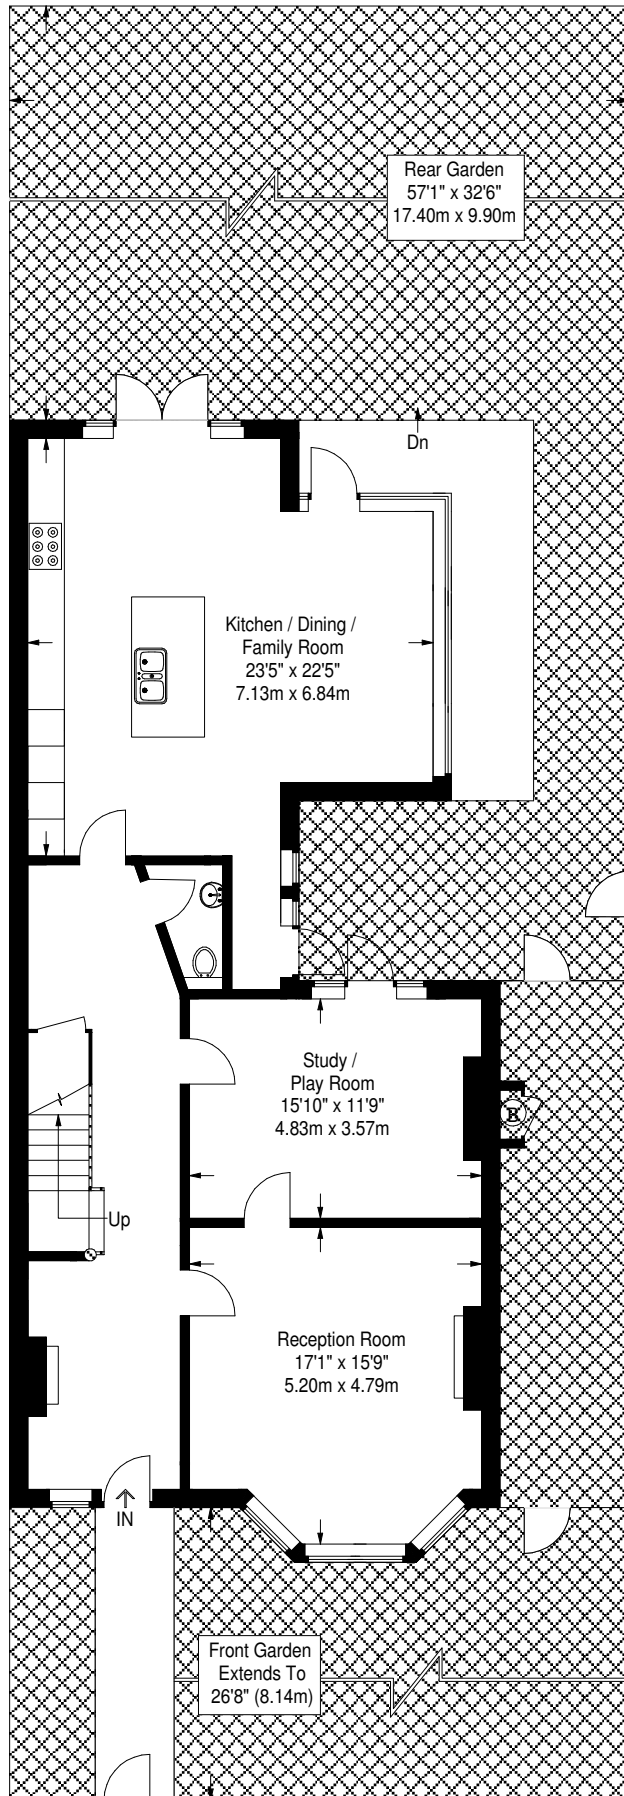 Rear Garden
57'1" x 32'6"
17.40m x 9.90m
Dn
Kitchen / Dining /
Family Room
23'5" x 22'5"
7.13m x 6.84m
Study /
Play Room
15'10" x 11'9"
4.83m x 3.57m
B
Up
Reception Room
17'1" x 15'9"
5.20m x 4.79m
IN
Front Garden
Extends To
26'8" (8.14m)